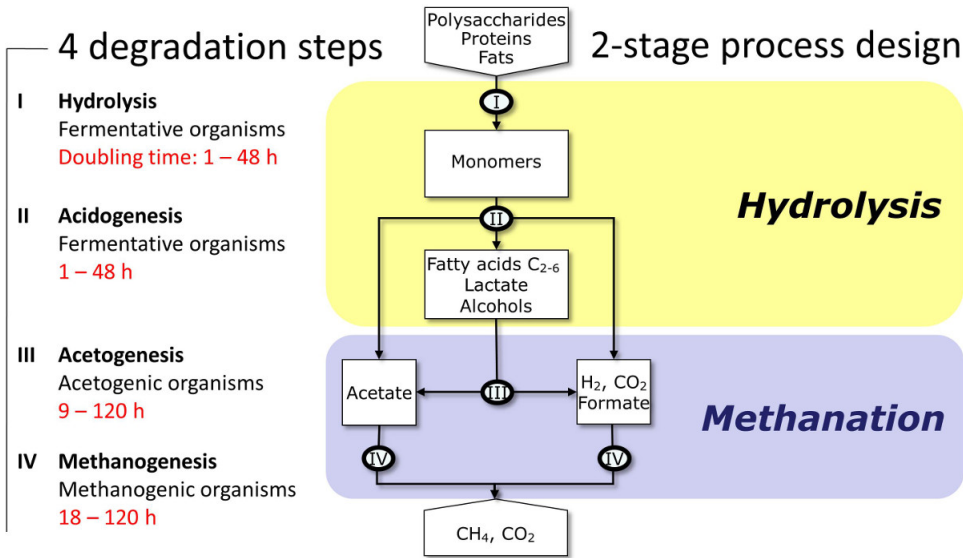 4 degradation steps
I Hydrolysis
Fermentative organisms
Doubling time: 1 – 48 h
II Acidogenesis
Fermentative organisms
1 – 48 h
III Acetogenesis
Acetogenic organisms
9 – 120 h
IV Methanogenesis
Methanogenic organisms
18 – 120 h
Polysaccharides
Proteins
Fats
I
Monomers
II
Fatty acids C₂₋₆
Lactate
Alcohols
Acetate
III
H₂, CO₂
Formate
IV
IV
CH₄, CO₂
2-stage process design
Hydrolysis
Methanation